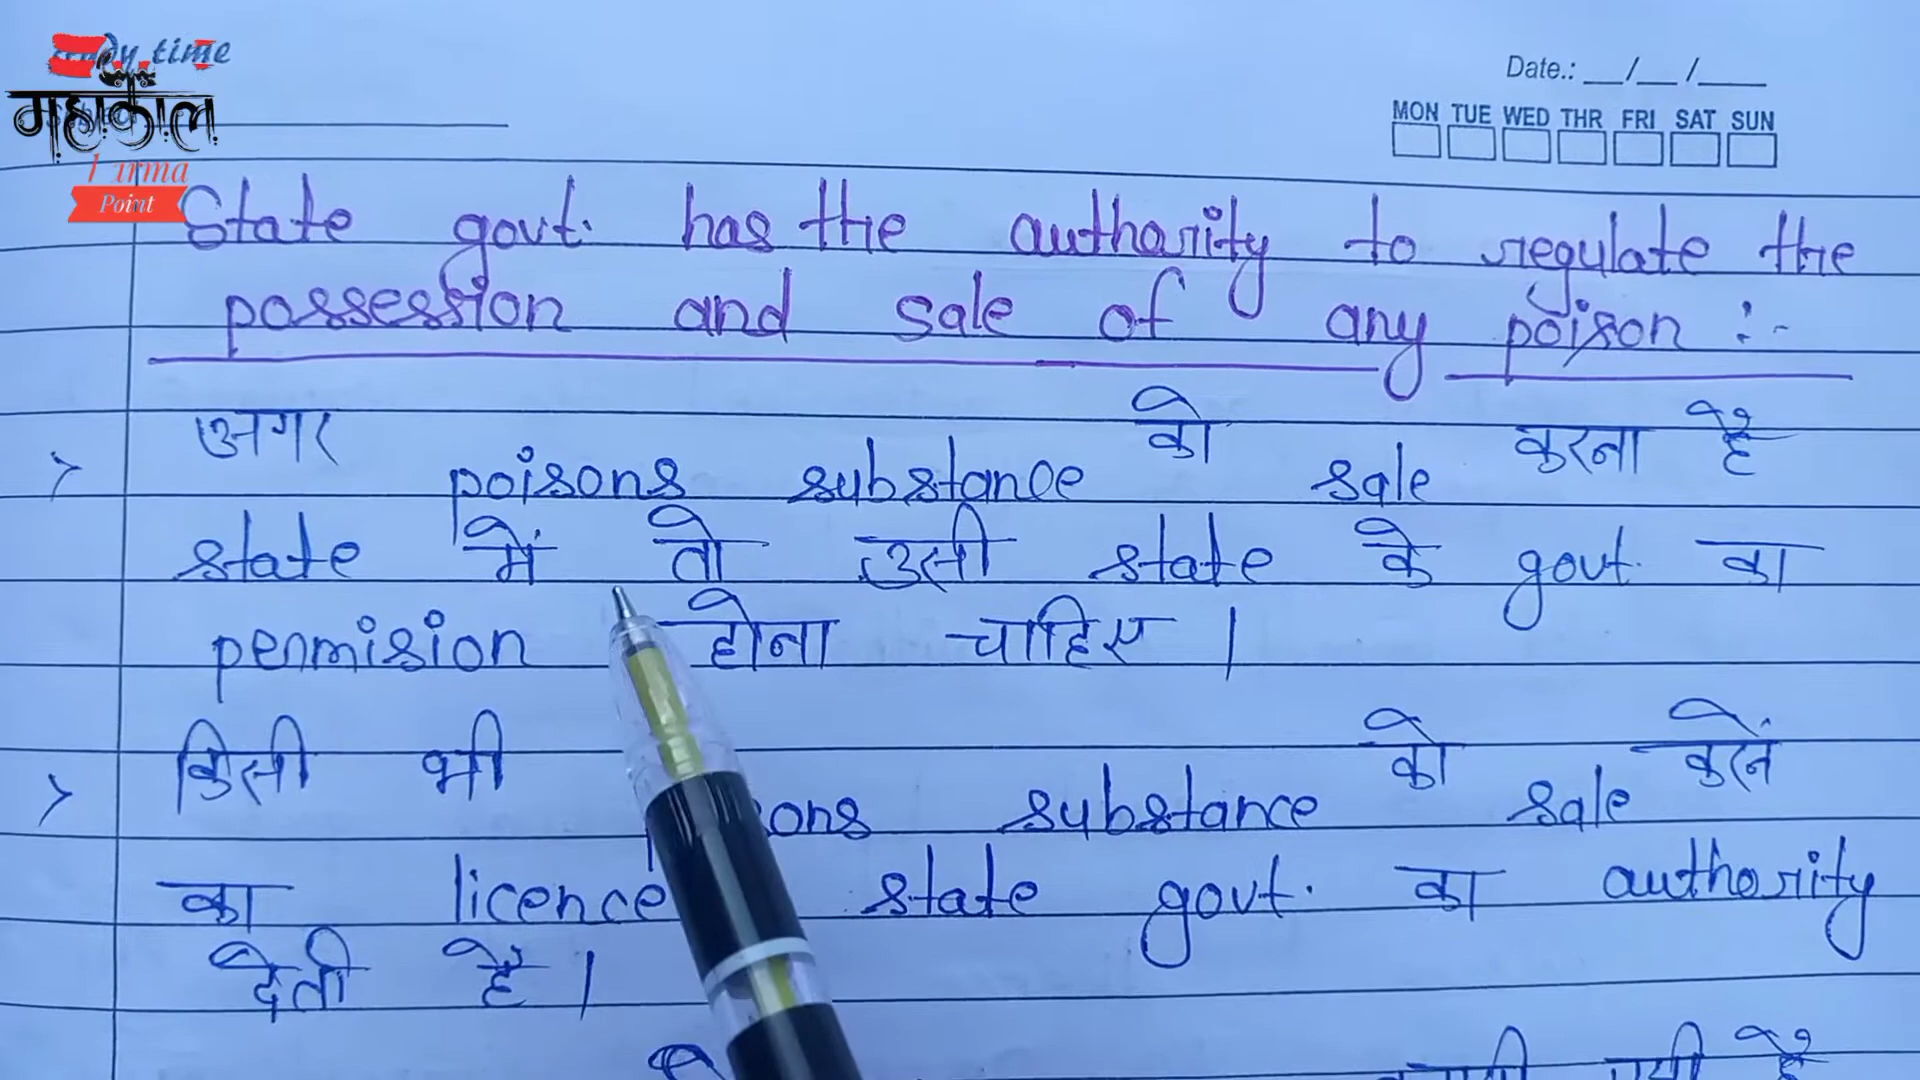 study time
महाकाल
Point
Date.: __/__/____
MON TUE WED THR FRI SAT SUN
State govt. has the authority to regulate the
possession and sale of any poison :-
> अगर poisons substance को sale करना है
state में तो उसी state के govt. का
permision होना चाहिए ।
> किसी भी substance को sale करनें
का licence state govt. का authority
देती है ।